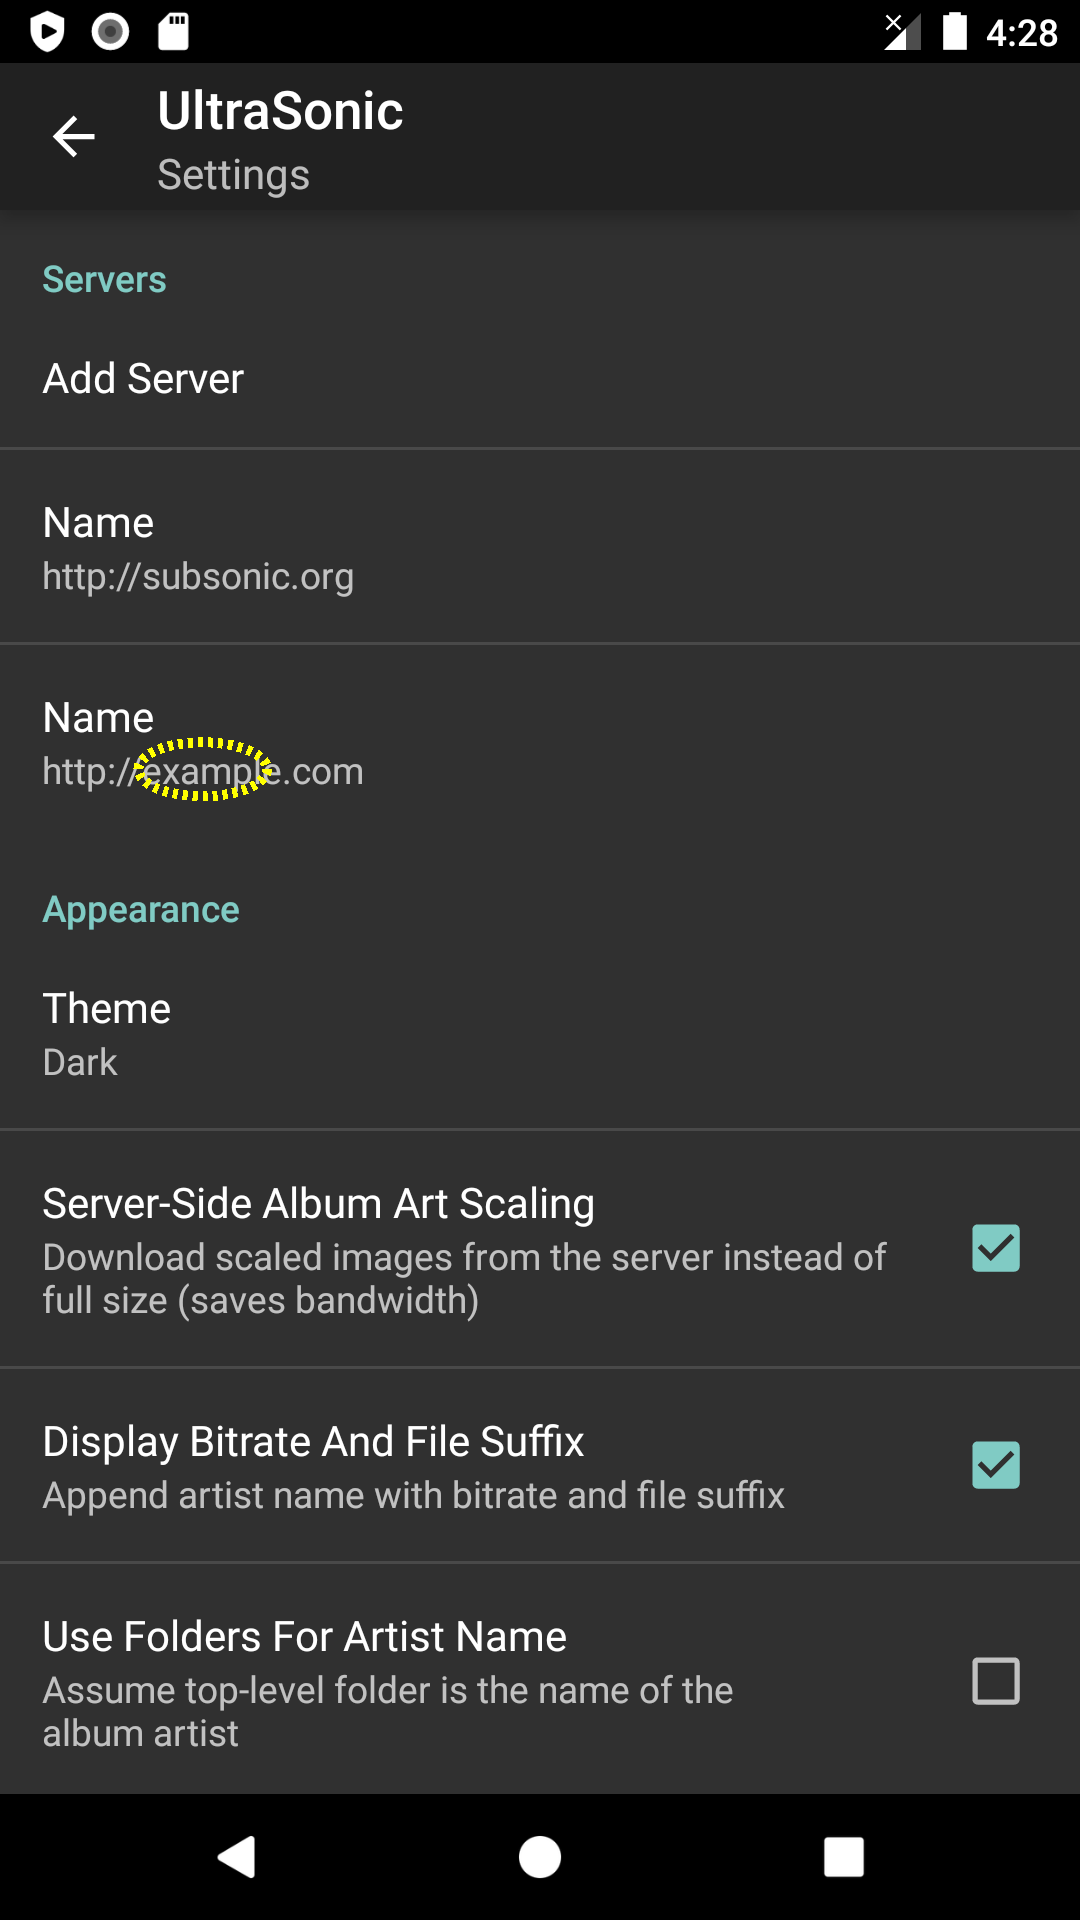 4:28
UltraSonic
Settings
Servers
Add Server
Name
http://subsonic.org
Name
http://example.com
Appearance
Theme
Dark
Server-Side Album Art Scaling
Download scaled images from the server instead of
full size (saves bandwidth)
Display Bitrate And File Suffix
Append artist name with bitrate and file suffix
Use Folders For Artist Name
Assume top-level folder is the name of the
album artist